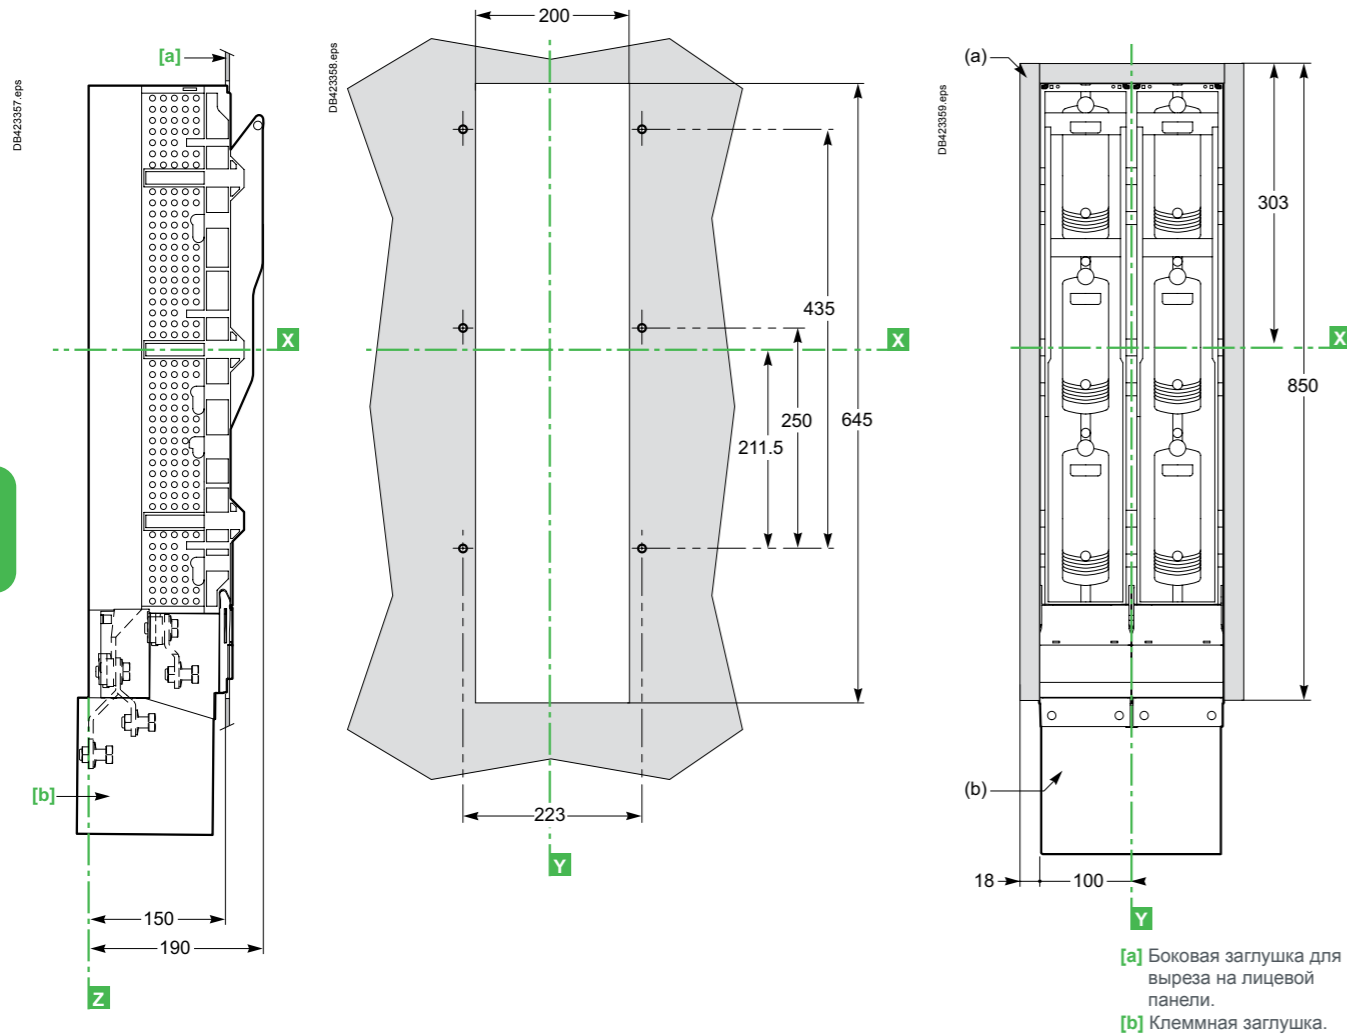 DB423357.eps
[a]
X
[b]
150
190
Z
DB423358.eps
200
X
435
250
211.5
645
223
Y
DB423359.eps
(a)
303
X
850
(b)
18
100
Y
[a] Боковая заглушка для
выреза на лицевой
панели.
[b] Клеммная заглушка.